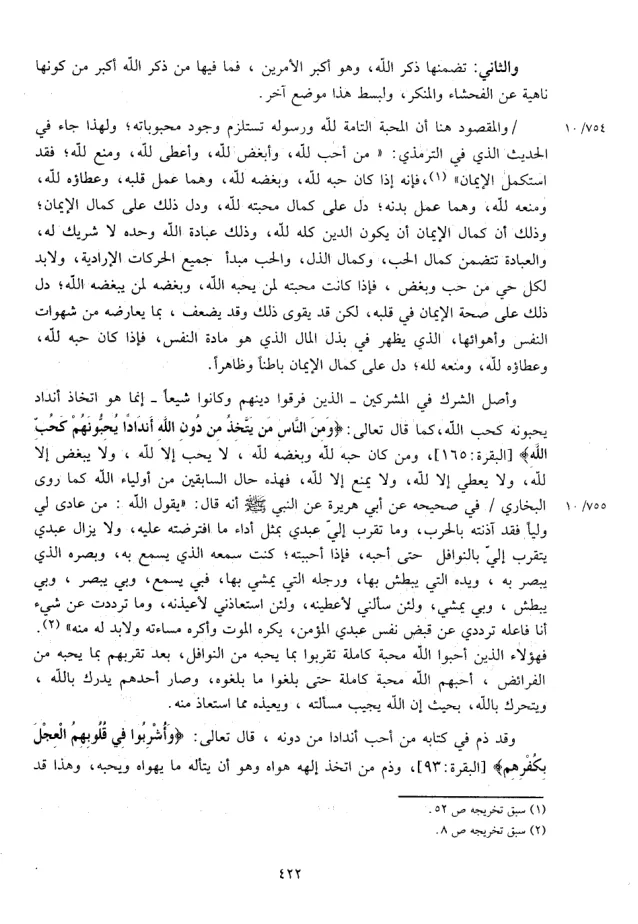 والثاني: تضمنها ذكر الله، وهو أكبر الأمرين ، فما فيها من ذكر الله أكبر من كونها
ناهية عن الفحشاء والمنكر، ولبسط هذا موضع آخر.
١٠/٧٥٤
/ والمقصود هنا أن المحبة التامة لله ورسوله تستلزم وجود محبوباته؛ ولهذا جاء في
الحديث الذي في الترمذي: « من أحب لله، وأبغض لله، وأعطى لله، ومنع لله؛ فقد
استكمل الإيمان» (١)،فإنه إذا كان حبه لله، وبغضه لله، وهما عمل قلبه، وعطاؤه لله،
ومنعه لله، وهما عمل بدنه؛ دل على كمال محبته لله، ودل ذلك على كمال الإيمان؛
وذلك أن كمال الإيمان أن يكون الدين كله لله، وذلك عبادة الله وحده لا شريك له،
والعبادة تتضمن كمال الحب، وكمال الذل، والحب مبدأ جميع الحركات الإرادية، ولابد
لكل حي من حب وبغض ، فإذا كانت محبته لمن يحبه الله، وبغضه لمن يبغضه الله؛ دل
ذلك على صحة الإيمان في قلبه، لكن قد يقوى ذلك وقد يضعف ، بما يعارضه من شهوات
النفس وأهوائها، الذي يظهر في بذل المال الذي هو مادة النفس، فإذا كان حبه لله،
وعطاؤه لله، ومنعه لله؛ دل على كمال الإيمان باطناً وظاهراً.
وأصل الشرك في المشركين ـ الذين فرقوا دينهم وكانوا شيعاً ـ إنما هو اتخاذ أنداد
يحبونه كحب الله،كما قال تعالى: ﴿وَمِنَ النَّاسِ مَن يَتَّخِذُ مِن دُونِ اللهِ أَندَادًا يُحِبُّونَهُمْ كَحُبِّ
اللَّهِ﴾ [البقرة:١٦٥]، ومن كان حبه لله وبغضه لله ، لا يحب إلا لله ، ولا يبغض إلا
لله، ولا يعطي إلا لله، ولا يمنع إلا لله، فهذه حال السابقين من أولياء الله كما روى
١٠/٧٥٥
البخاري / في صحيحه عن أبي هريرة عن النبي ﷺ أنه قال: «يقول الله : من عادى لي
ولياً فقد آذنته بالحرب، وما تقرب إليّ عبدي بمثل أداء ما افترضته عليه، ولا يزال عبدي
يتقرب إليّ بالنوافل حتى أحبه، فإذا أحببته؛ كنت سمعه الذي يسمع به، وبصره الذي
يبصر به ، ويده التي يبطش بها، ورجله التي يمشي بها، فبي يسمع، وبي يبصر ، وبي
يبطش ، وبي يمشي، ولئن سألني لأعطينه، ولئن استعاذني لأعيذنه، وما ترددت عن شيء
أنا فاعله ترددي عن قبض نفس عبدي المؤمن، يكره الموت وأكره مساءته ولابد له منه» (٢).
فهؤلاء الذين أحبوا الله محبة كاملة تقربوا بما يحبه من النوافل، بعد تقربهم بما يحبه من
الفرائض ، أحبهم الله محبة كاملة حتى بلغوا ما بلغوه، وصار أحدهم يدرك بالله ،
ويتحرك بالله، بحيث إن الله يجيب مسألته ، ويعيذه مما استعاذ منه.
وقد ذم في كتابه من أحب أندادا من دونه ، قال تعالى: ﴿وَأُشْرِبُوا فِي قُلُوبِهِمُ الْعِجْلَ
بِكُفْرِهِمْ﴾ [البقرة:٩٣]، وذم من اتخذ إلهه هواه وهو أن يتأله ما يهواه ويحبه، وهذا قد
(١) سبق تخريجه ص ٥٢.
(٢) سبق تخريجه ص ٨.
٤٢٢